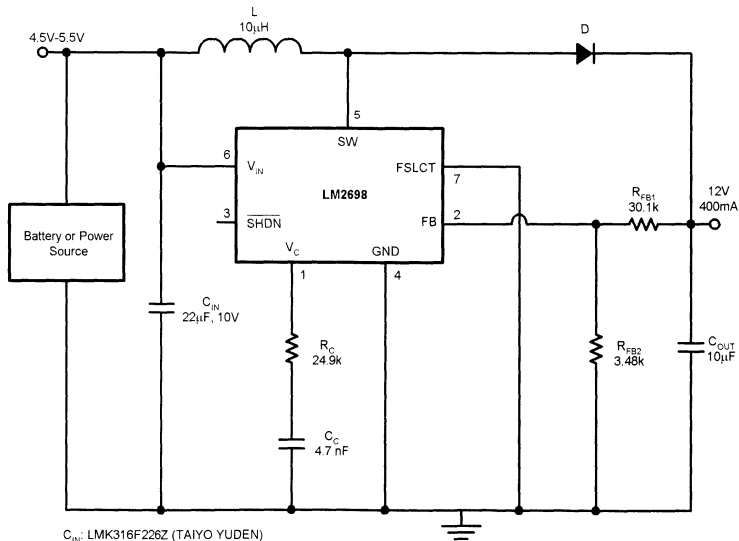 L
10μH
D
4.5V-5.5V
5
SW
6
V_IN
FSLCT
7
LM2698
R_FB1
30.1k
12V
400mA
3
SHDN
FB
2
Battery or Power
Source
V_C
GND
1
4
C_IN
22μF, 10V
R_C
24.9k
R_FB2
3.48k
C_OUT
10μF
C_C
4.7 nF
C_IN: LMK316F226Z (TAIYO YUDEN)